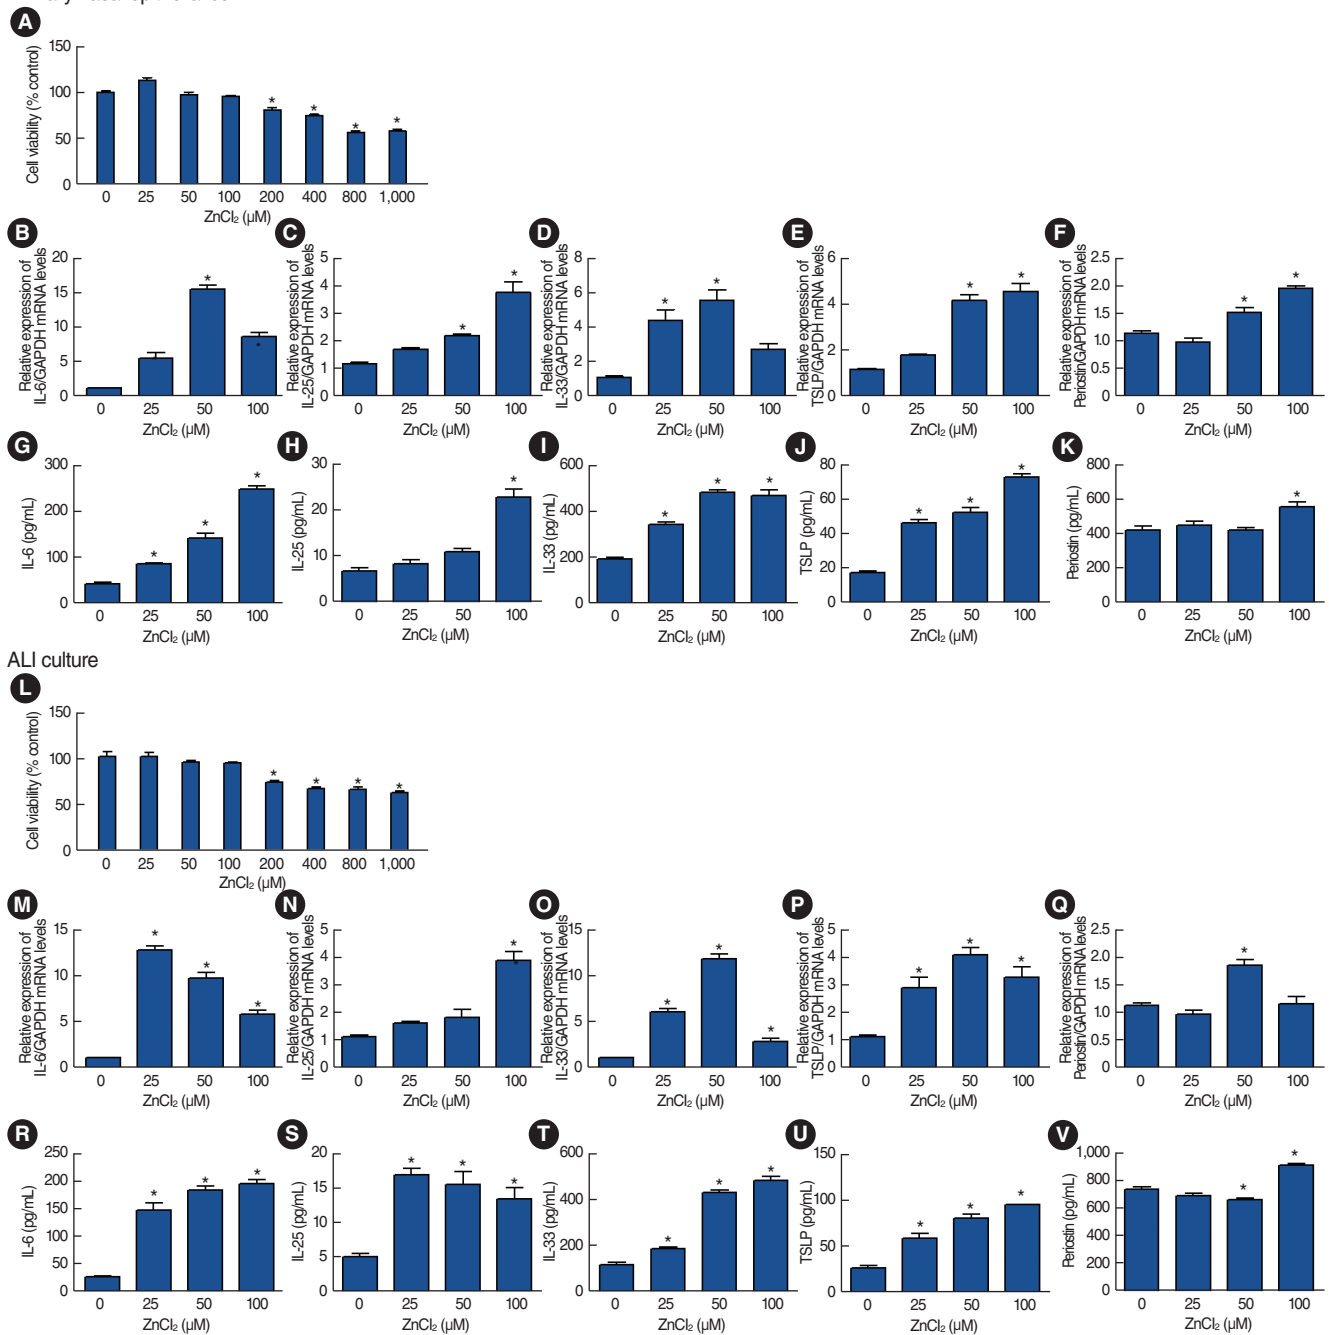 A
Cell viability (% control)
150
100
50
0
0 25 50 100 200 400 800 1,000
* * * *
ZnCl₂ (µM)
B
Relative expression of
IL-6/GAPDH mRNA levels
20
15
10
5
0
*
0 25 50 100
ZnCl₂ (µM)
C
Relative expression of
IL-25/GAPDH mRNA levels
5
4
3
2
1
0
* *
0 25 50 100
ZnCl₂ (µM)
D
Relative expression of
IL-33/GAPDH mRNA levels
8
6
4
2
0
* *
0 25 50 100
ZnCl₂ (µM)
E
Relative expression of
TSLP/GAPDH mRNA levels
6
4
2
0
* *
0 25 50 100
ZnCl₂ (µM)
F
Relative expression of
Periostin/GAPDH mRNA levels
2.5
2.0
1.5
1.0
0.5
0
* *
0 25 50 100
ZnCl₂ (µM)
G
IL-6 (pg/mL)
300
200
100
0
* * *
0 25 50 100
ZnCl₂ (µM)
H
IL-25 (pg/mL)
30
20
10
0
*
0 25 50 100
ZnCl₂ (µM)
I
IL-33 (pg/mL)
600
400
200
0
* * *
0 25 50 100
ZnCl₂ (µM)
J
TSLP (pg/mL)
80
60
40
20
0
* * *
0 25 50 100
ZnCl₂ (µM)
K
Periostin (pg/mL)
800
600
400
200
0
*
0 25 50 100
ZnCl₂ (µM)
ALI culture
L
Cell viability (% control)
150
100
50
0
* * * *
0 25 50 100 200 400 800 1,000
ZnCl₂ (µM)
M
Relative expression of
IL-6/GAPDH mRNA levels
15
10
5
0
* * *
0 25 50 100
ZnCl₂ (µM)
N
Relative expression of
IL-25/GAPDH mRNA levels
5
4
3
2
1
0
*
0 25 50 100
ZnCl₂ (µM)
O
Relative expression of
IL-33/GAPDH mRNA levels
15
10
5
0
* * *
0 25 50 100
ZnCl₂ (µM)
P
Relative expression of
TSLP/GAPDH mRNA levels
5
4
3
2
1
0
* * *
0 25 50 100
ZnCl₂ (µM)
Q
Relative expression of
Periostin/GAPDH mRNA levels
2.5
2.0
1.5
1.0
0.5
0
*
0 25 50 100
ZnCl₂ (µM)
R
IL-6 (pg/mL)
250
200
150
100
50
0
* * *
0 25 50 100
ZnCl₂ (µM)
S
IL-25 (pg/mL)
20
15
10
5
0
* * *
0 25 50 100
ZnCl₂ (µM)
T
IL-33 (pg/mL)
600
400
200
0
* * *
0 25 50 100
ZnCl₂ (µM)
U
TSLP (pg/mL)
150
100
50
0
* * *
0 25 50 100
ZnCl₂ (µM)
V
Periostin (pg/mL)
1,000
800
600
400
200
0
* *
0 25 50 100
ZnCl₂ (µM)